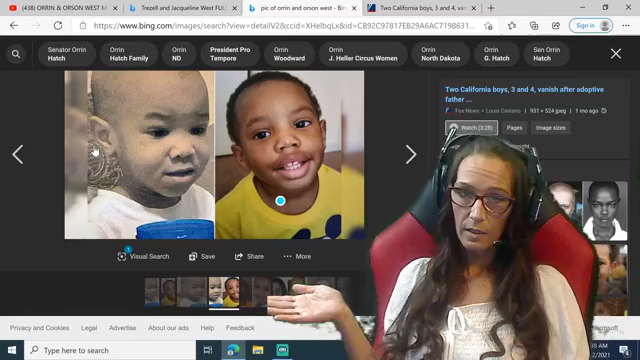 (438) ORRIN & ORSON WEST M
Trezell and Jacqueline West FUL
pic of orrin and orson west - Bin
Two California boys, 3 and 4, van
https://www.bing.com/images/search?view=detailV2&ccid=XHelbqLx&id=CB92C97817EB29A6AC7198631...
Sign in
Senator Orrin Hatch
Orrin Hatch Family
Orrin ND
President Pro Tempore
Orrin Woodward
Orrin J. Heller Circus Women
Orrin North Dakota
Orrin G. Hatch
Sen Orrin Hatch
Two California boys, 3 and 4, vanish after adoptive father ...
Fox News – Louis Casiano | 931 × 524 jpeg | 1 mo ago
Watch (3:28)
Pages
Image sizes
1
Visual Search
Save
Share
More
Privacy and Cookies
Legal
Advertise
About our ads
Help
Feedback
Type here to search